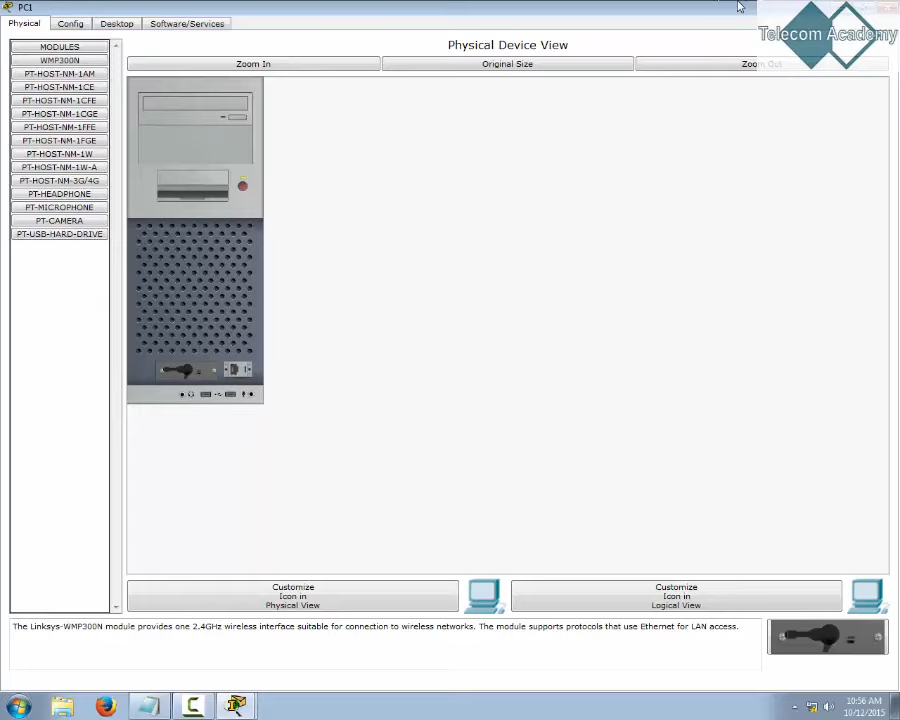 PC1
Physical Config Desktop Software/Services
Telecom Academy
MODULES
WMP300N
PT-HOST-NM-1AM
PT-HOST-NM-1CE
PT-HOST-NM-1CFE
PT-HOST-NM-1CGE
PT-HOST-NM-1FFE
PT-HOST-NM-1FGE
PT-HOST-NM-1W
PT-HOST-NM-1W-A
PT-HOST-NM-3G/4G
PT-HEADPHONE
PT-MICROPHONE
PT-CAMERA
PT-USB-HARD-DRIVE
Physical Device View
Zoom In Original Size Zoom Out
Customize
Icon in
Physical View
Customize
Icon in
Logical View
The Linksys-WMP300N module provides one 2.4GHz wireless interface suitable for connection to wireless networks. The module supports protocols that use Ethernet for LAN access.
10:56 AM
10/12/2015